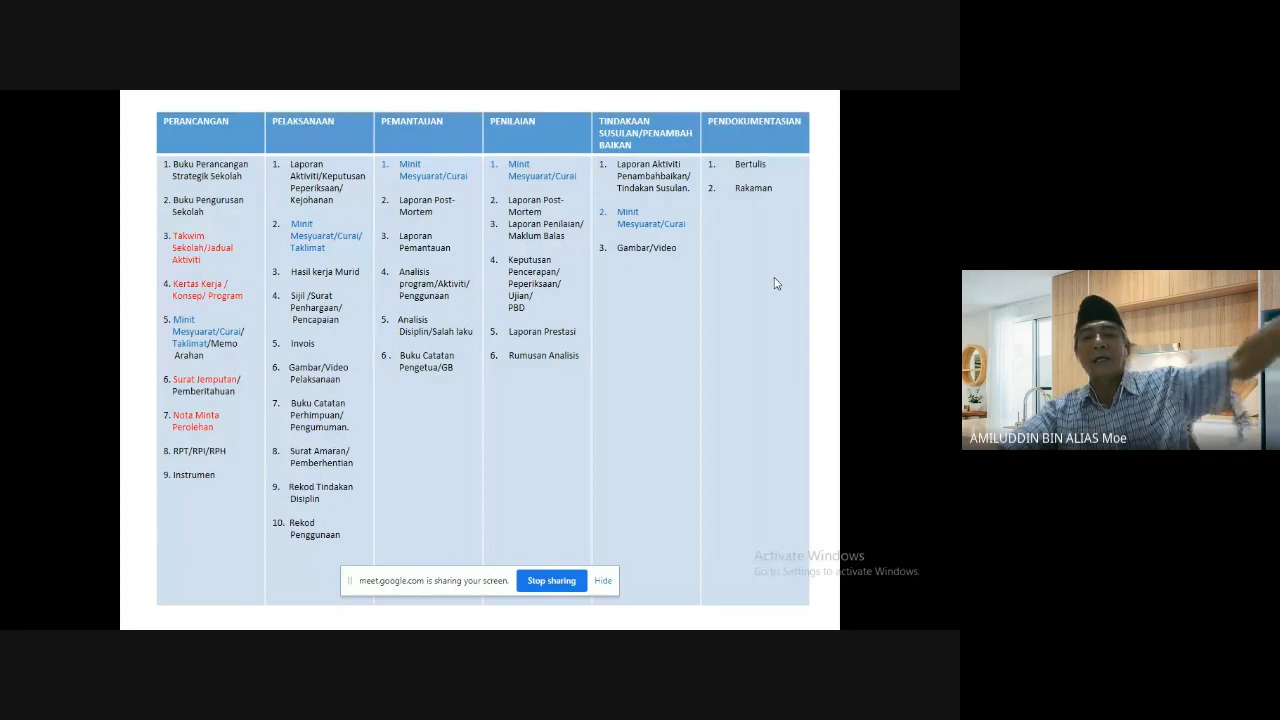 PERANCANGAN
1. Buku Perancangan
Strategik Sekolah
2. Buku Pengurusan
Sekolah
3. Takwim
Sekolah/Jadual
Aktiviti
4. Kertas Kerja /
Konsep/ Program
5. Minit
Mesyuarat/Curai/
Taklimat/Memo
Arahan
6. Surat Jemputan/
Pemberitahuan
7. Nota Minta
Perolehan
8. RPT/RPI/RPH
9. Instrumen
PELAKSANAAN
1. Laporan
Aktiviti/Keputusan
Peperiksaan/
Kejohanan
2. Minit
Mesyuarat/Curai/
Taklimat
3. Hasil kerja Murid
4. Sijil /Surat
Penhargaan/
Pencapaian
5. Invois
6. Gambar/Video
Pelaksanaan
7. Buku Catatan
Perhimpuan/
Pengumuman.
8. Surat Amaran/
Pemberhentian
9. Rekod Tindakan
Disiplin
10. Rekod
Penggunaan
PEMANTAUAN
1. Minit
Mesyuarat/Curai
2. Laporan Post-
Mortem
3. Laporan
Pemantauan
4. Analisis
program/Aktiviti/
Penggunaan
5. Analisis
Disiplin/Salah laku
6 . Buku Catatan
Pengetua/GB
PENILAIAN
1. Minit
Mesyuarat/Curai
2. Laporan Post-
Mortem
3. Laporan Penilaian/
Maklum Balas
4. Keputusan
Pencerapan/
Peperiksaan/
Ujian/
PBD
5. Laporan Prestasi
6. Rumusan Analisis
TINDAKAAN
SUSULAN/PENAMBAH
BAIKAN
1. Laporan Aktiviti
Penambahbaikan/
Tindakan Susulan.
2. Minit
Mesyuarat/Curai
3. Gambar/Video
PENDOKUMENTASIAN
1. Bertulis
2. Rakaman
AMILUDDIN BIN ALIAS Moe
Activate Windows
Go to Settings to activate Windows.
meet.google.com is sharing your screen.
Stop sharing
Hide